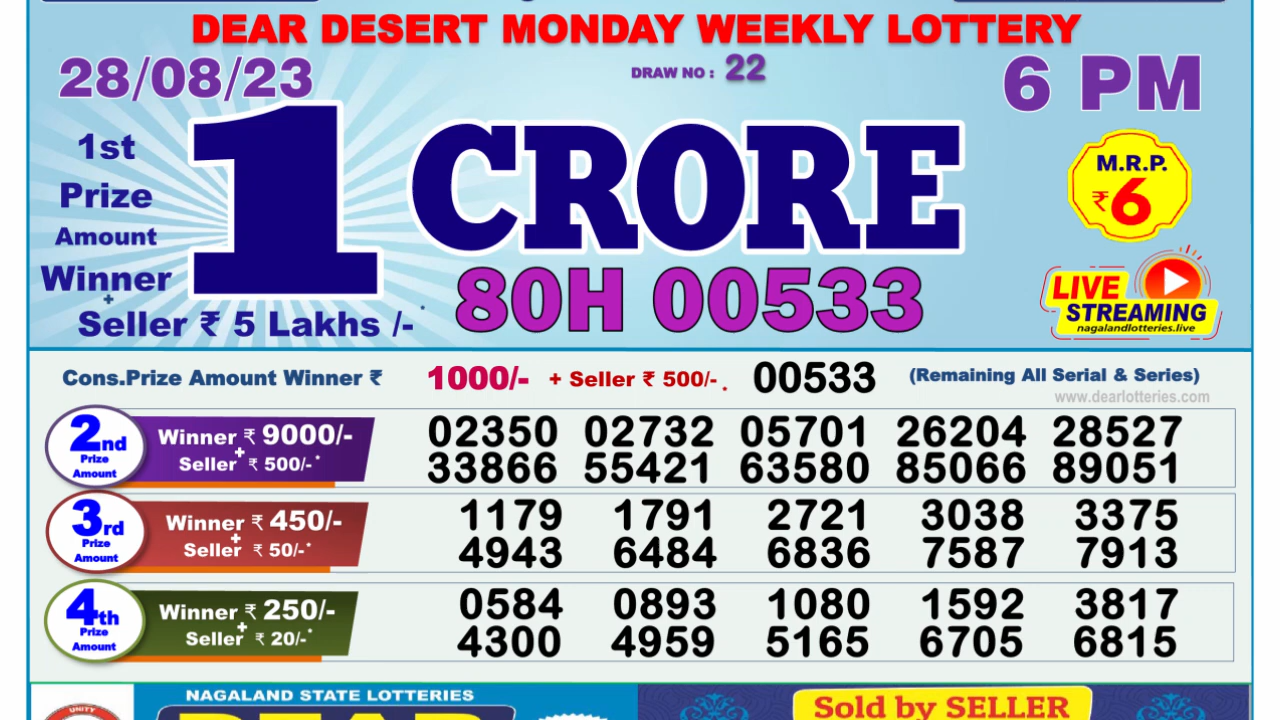 DEAR DESERT MONDAY WEEKLY LOTTERY
28/08/23
DRAW NO : 22
6 PM
1st
Prize
Amount
Winner
+
Seller ₹ 5 Lakhs /-*
1 CRORE
80H 00533
M.R.P.
₹6
LIVE
STREAMING
nagalandlotteries.live
Cons.Prize Amount Winner ₹ 1000/- + Seller ₹ 500/-. 00533 (Remaining All Serial & Series)
www.dearlotteries.com
2nd
Prize
Amount
Winner ₹ 9000/-
+
Seller ₹ 500/-*
02350 02732 05701 26204 28527
33866 55421 63580 85066 89051
3rd
Prize
Amount
Winner ₹ 450/-
+
Seller ₹ 50/-*
1179 1791 2721 3038 3375
4943 6484 6836 7587 7913
4th
Prize
Amount
Winner ₹ 250/-
+
Seller ₹ 20/-*
0584 0893 1080 1592 3817
4300 4959 5165 6705 6815
UNITY
NAGALAND STATE LOTTERIES
DEAR
Sold by SELLER